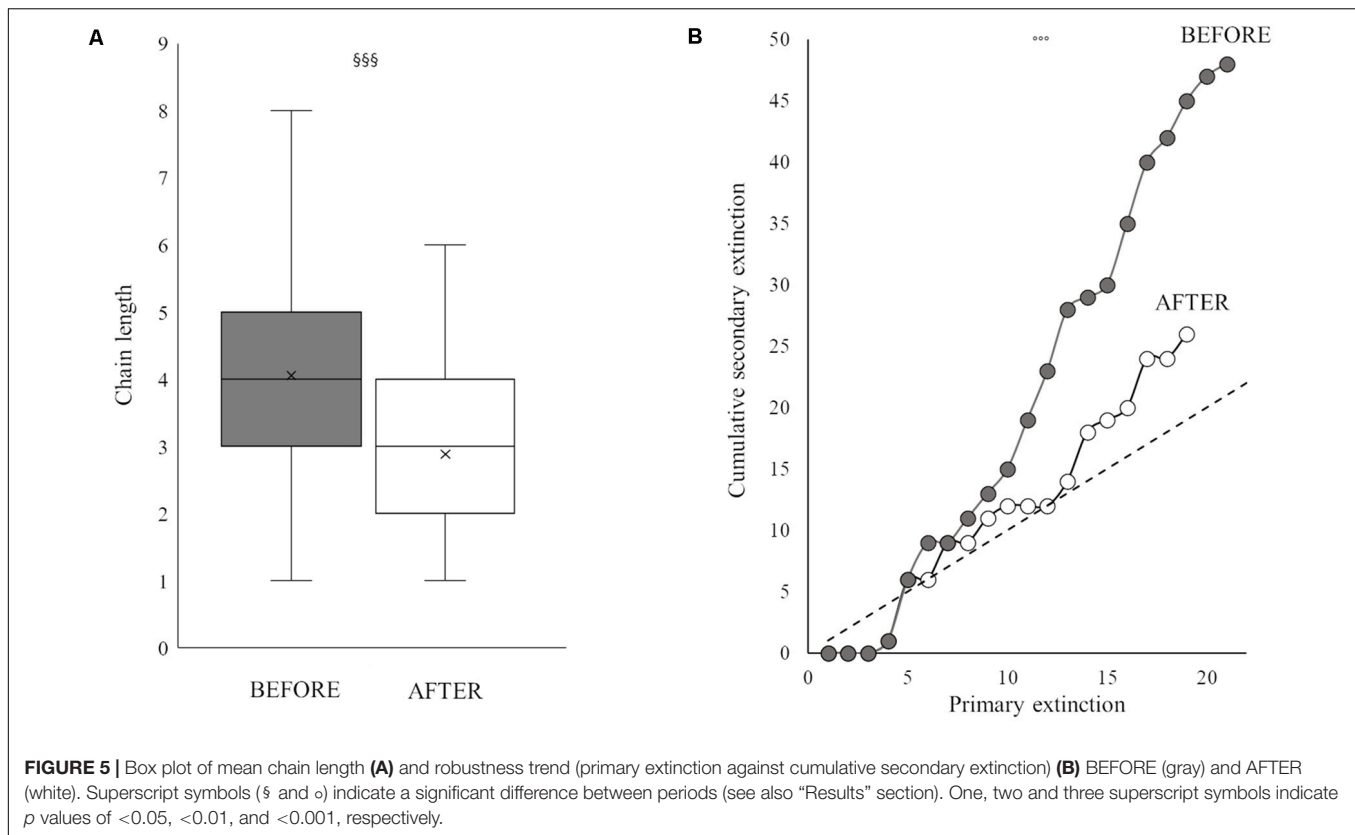 A
9
8
7
6
5
4
3
2
1
0
Chain length
§§§
BEFORE AFTER
B
50
45
40
35
30
25
20
15
10
5
0
Cumulative secondary extinction
°°°
BEFORE
AFTER
0 5 10 15 20
Primary extinction
FIGURE 5 | Box plot of mean chain length (A) and robustness trend (primary extinction against cumulative secondary extinction) (B) BEFORE (gray) and AFTER
(white). Superscript symbols (§ and ○) indicate a significant difference between periods (see also “Results” section). One, two and three superscript symbols indicate
p values of <0.05, <0.01, and <0.001, respectively.